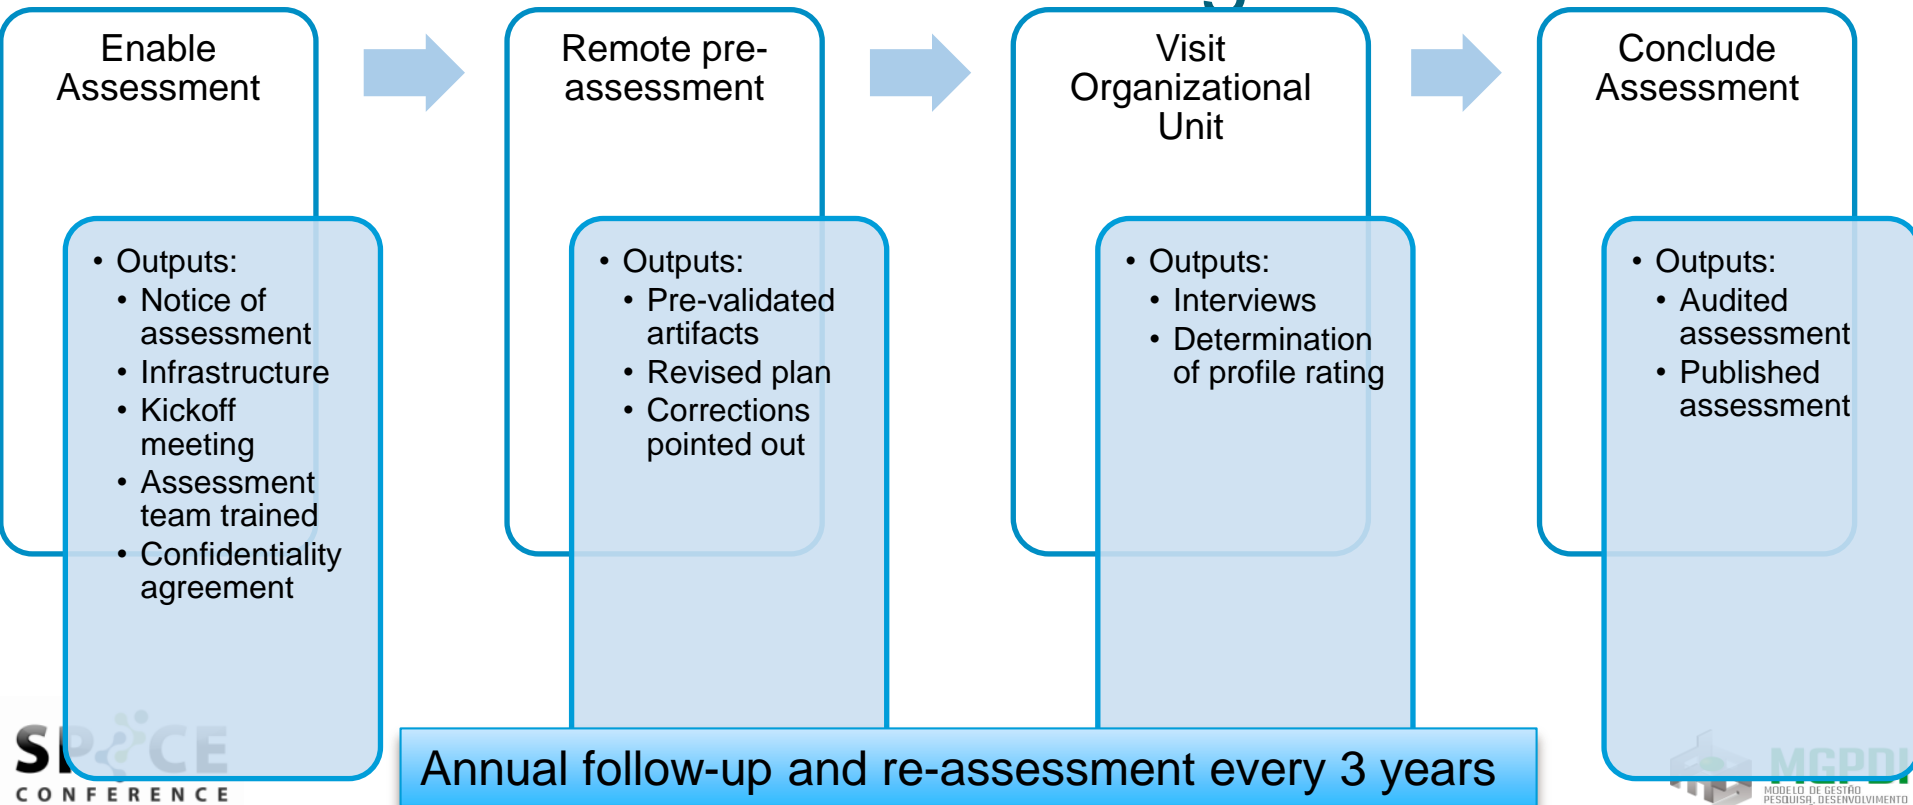 Enable
Assessment
• Outputs:
• Notice of
assessment
• Infrastructure
• Kickoff
meeting
• Assessment
team trained
• Confidentiality
agreement
Remote pre-
assessment
• Outputs:
• Pre-validated
artifacts
• Revised plan
• Corrections
pointed out
Visit
Organizational
Unit
• Outputs:
• Interviews
• Determination
of profile rating
Conclude
Assessment
• Outputs:
• Audited
assessment
• Published
assessment
Annual follow-up and re-assessment every 3 years
SPICE
CONFERENCE
MGPDI
MODELO DE GESTÃO
PESQUISA, DESENVOLVIMENTO